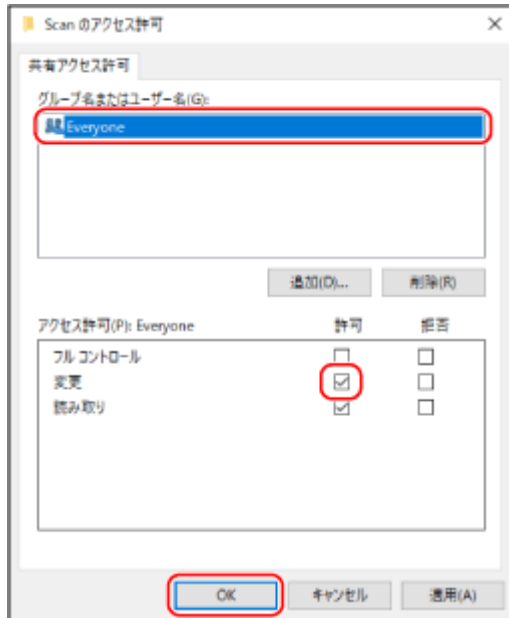 Scan のアクセス許可
共有アクセス許可
グループ名またはユーザー名(G):
Everyone
追加(D)...
削除(R)
アクセス許可(P): Everyone 許可 拒否
フル コントロール
変更
読み取り
OK キャンセル 適用(A)